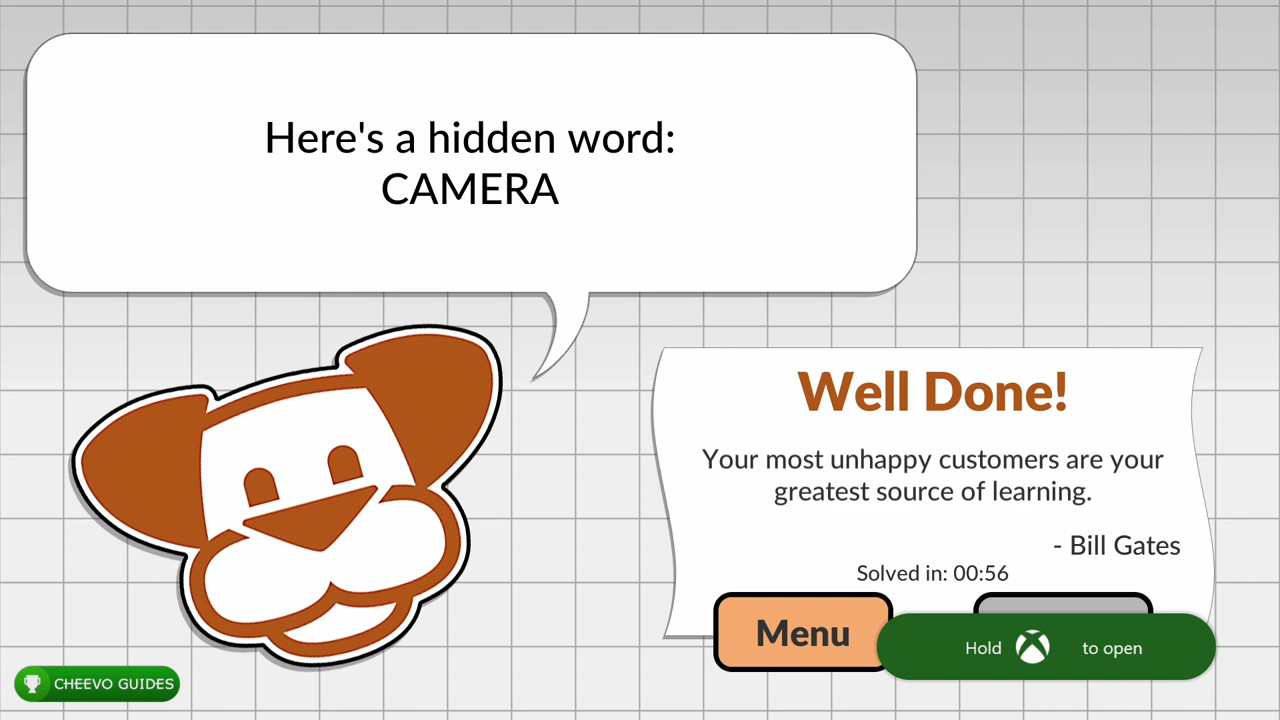 Here's a hidden word:
CAMERA
Well Done!
Your most unhappy customers are your
greatest source of learning.
- Bill Gates
Solved in: 00:56
Menu
Hold to open
CHEEVO GUIDES